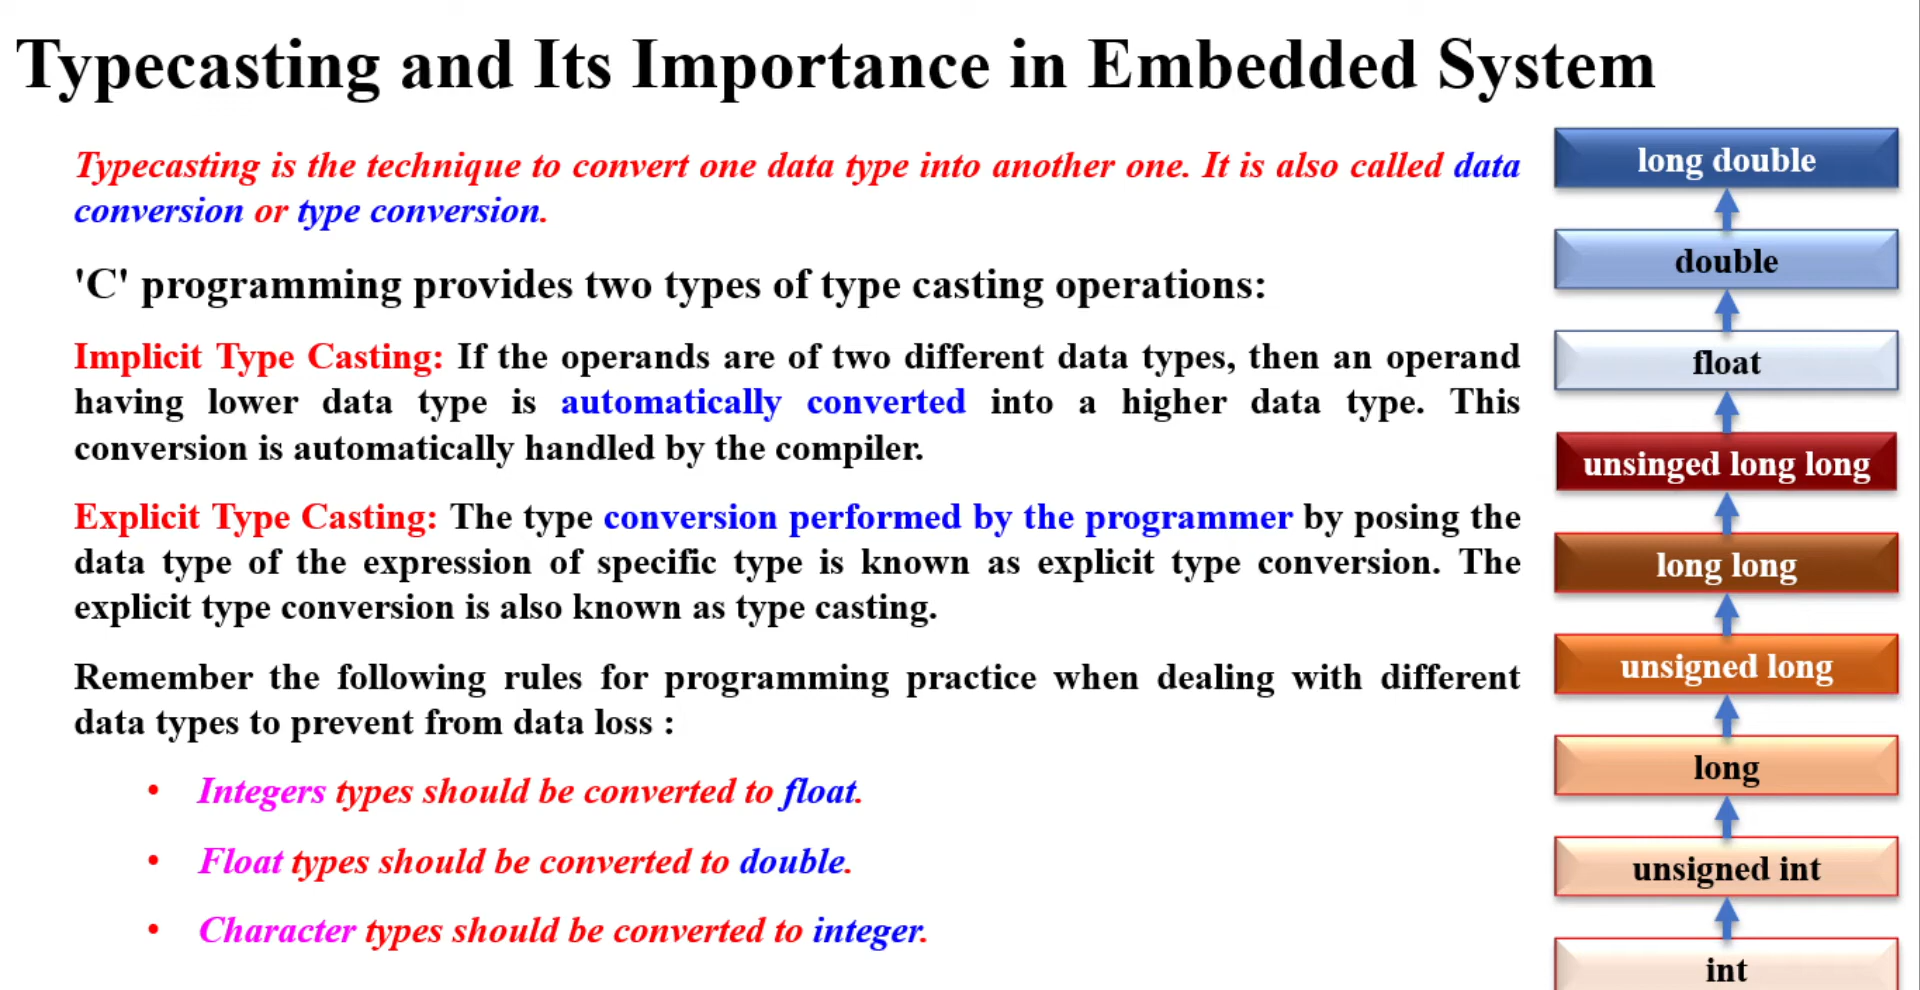 Typecasting and Its Importance in Embedded System
Typecasting is the technique to convert one data type into another one. It is also called data
conversion or type conversion.
'C' programming provides two types of type casting operations:
Implicit Type Casting: If the operands are of two different data types, then an operand
having lower data type is automatically converted into a higher data type. This
conversion is automatically handled by the compiler.
Explicit Type Casting: The type conversion performed by the programmer by posing the
data type of the expression of specific type is known as explicit type conversion. The
explicit type conversion is also known as type casting.
Remember the following rules for programming practice when dealing with different
data types to prevent from data loss :
• Integers types should be converted to float.
• Float types should be converted to double.
• Character types should be converted to integer.
long double
double
float
unsinged long long
long long
unsigned long
long
unsigned int
int